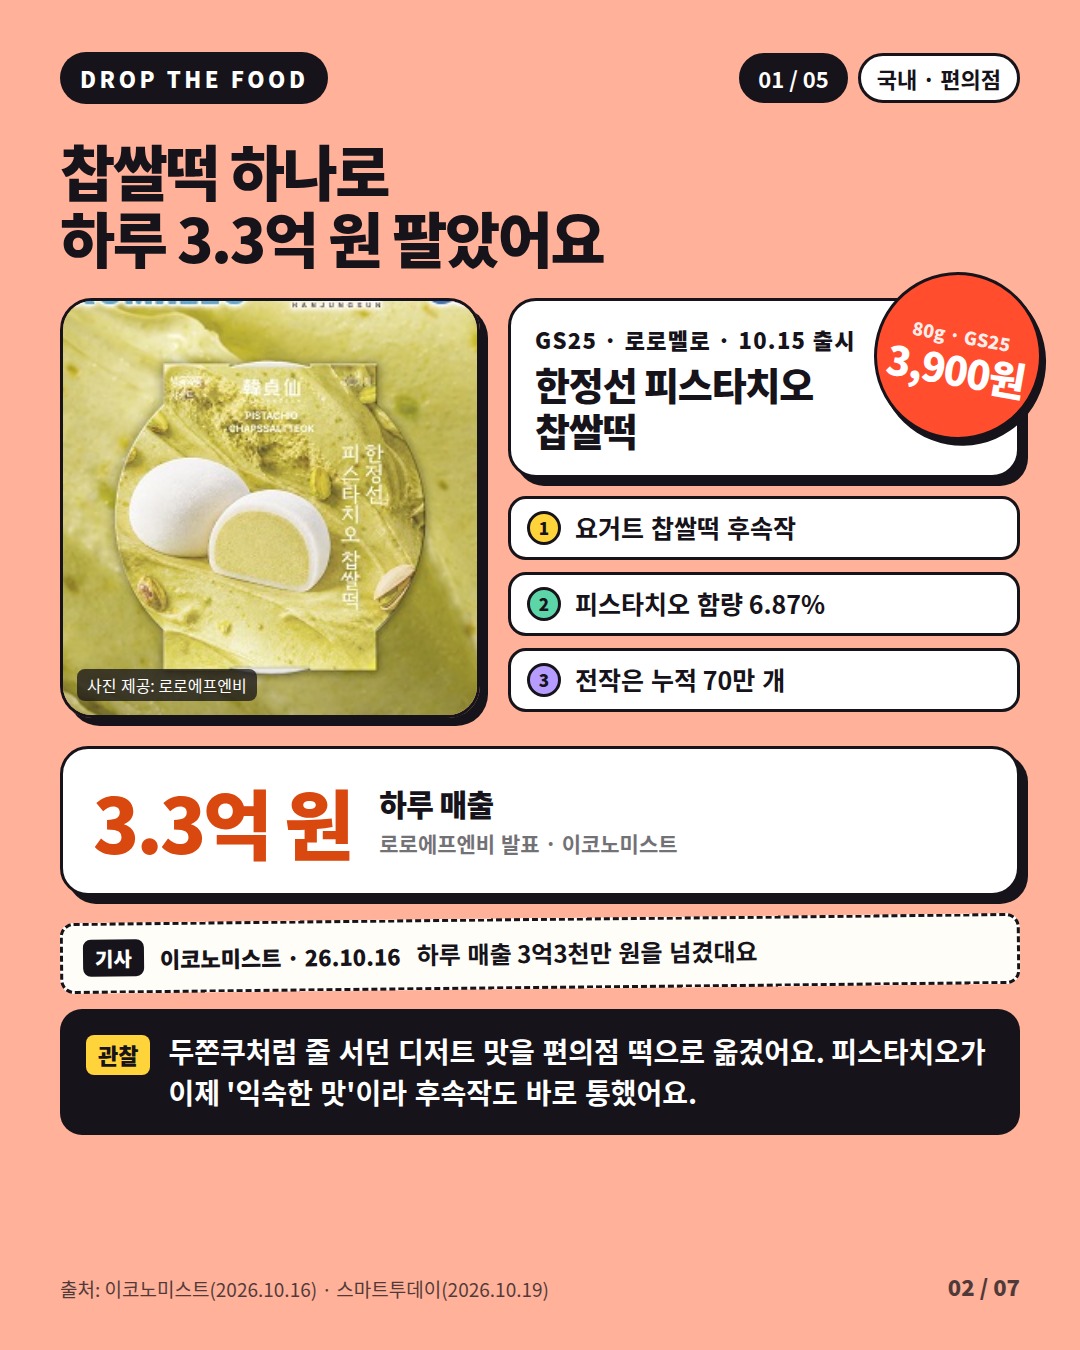 DROP THE FOOD
01 / 05
국내 · 편의점
찹쌀떡 하나로
하루 3.3억 원 팔았어요
HANJUNGSUN
韓貞仙
PISTACHIO
CHAPSSALTTEOK
한정선
피스타치오 찹쌀떡
사진 제공: 로로에프엔비
GS25 · 로로멜로 · 10.15 출시
한정선 피스타치오
찹쌀떡
80g · GS25
3,900원
1 요거트 찹쌀떡 후속작
2 피스타치오 함량 6.87%
3 전작은 누적 70만 개
3.3억 원
하루 매출
로로에프엔비 발표 · 이코노미스트
기사 이코노미스트 · 26.10.16 하루 매출 3억3천만 원을 넘겼대요
관찰 두쫀쿠처럼 줄 서던 디저트 맛을 편의점 떡으로 옮겼어요. 피스타치오가
이제 '익숙한 맛'이라 후속작도 바로 통했어요.
출처: 이코노미스트(2026.10.16) · 스마트투데이(2026.10.19)
02 / 07